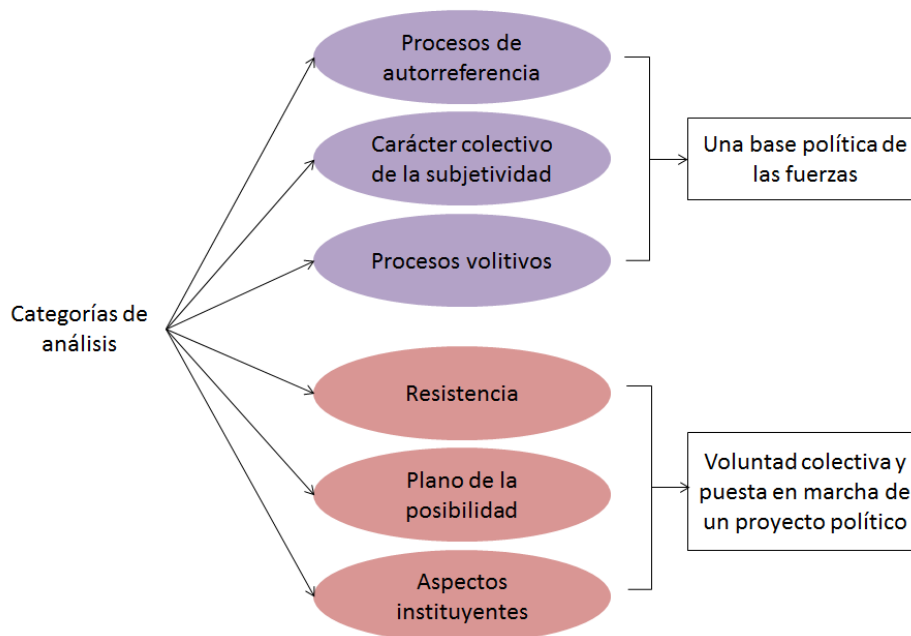 Categorías de
análisis
Procesos de
autorreferencia
Carácter colectivo
de la subjetividad
Procesos volitivos
Una base política de
las fuerzas
Resistencia
Plano de la
posibilidad
Aspectos
instituyentes
Voluntad colectiva y
puesta en marcha de
un proyecto político